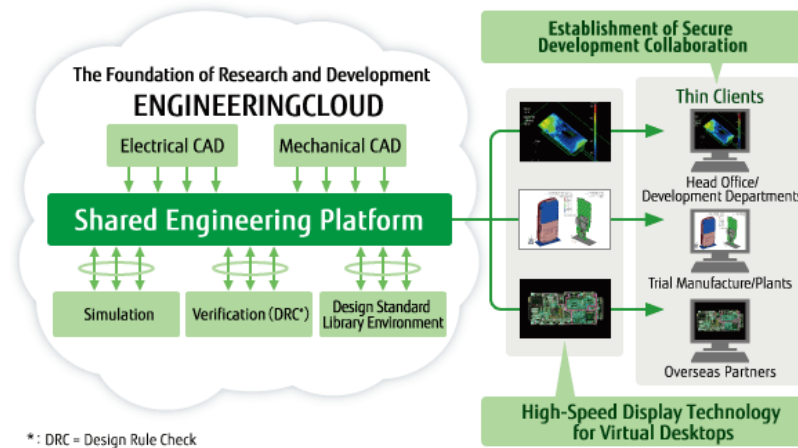 The Foundation of Research and Development
ENGINEERINGCLOUD
Electrical CAD
Mechanical CAD
Shared Engineering Platform
Simulation
Verification (DRC*)
Design Standard
Library Environment
* : DRC = Design Rule Check
Establishment of Secure
Development Collaboration
Thin Clients
Head Office/
Development Departments
Trial Manufacture/Plants
Overseas Partners
High-Speed Display Technology
for Virtual Desktops